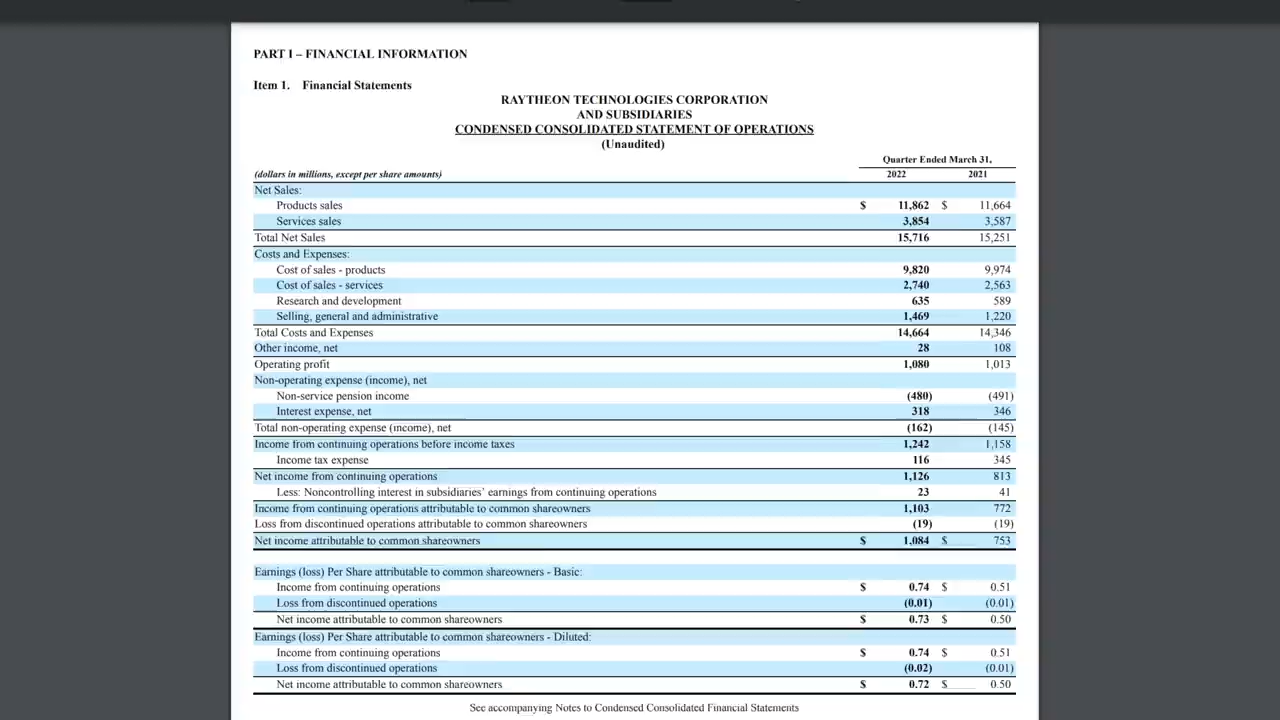 PART I – FINANCIAL INFORMATION
Item 1. Financial Statements
RAYTHEON TECHNOLOGIES CORPORATION
AND SUBSIDIARIES
CONDENSED CONSOLIDATED STATEMENT OF OPERATIONS
(Unaudited)
Quarter Ended March 31,
(dollars in millions, except per share amounts) 2022 2021
Net Sales:
Products sales $ 11,862 $ 11,664
Services sales 3,854 3,587
Total Net Sales 15,716 15,251
Costs and Expenses:
Cost of sales - products 9,820 9,974
Cost of sales - services 2,740 2,563
Research and development 635 589
Selling, general and administrative 1,469 1,220
Total Costs and Expenses 14,664 14,346
Other income, net 28 108
Operating profit 1,080 1,013
Non-operating expense (income), net
Non-service pension income (480) (491)
Interest expense, net 318 346
Total non-operating expense (income), net (162) (145)
Income from continuing operations before income taxes 1,242 1,158
Income tax expense 116 345
Net income from continuing operations 1,126 813
Less: Noncontrolling interest in subsidiaries' earnings from continuing operations 23 41
Income from continuing operations attributable to common shareowners 1,103 772
Loss from discontinued operations attributable to common shareowners (19) (19)
Net income attributable to common shareowners $ 1,084 $ 753
Earnings (loss) Per Share attributable to common shareowners - Basic:
Income from continuing operations $ 0.74 $ 0.51
Loss from discontinued operations (0.01) (0.01)
Net income attributable to common shareowners $ 0.73 $ 0.50
Earnings (loss) Per Share attributable to common shareowners - Diluted:
Income from continuing operations $ 0.74 $ 0.51
Loss from discontinued operations (0.02) (0.01)
Net income attributable to common shareowners $ 0.72 $ 0.50
See accompanying Notes to Condensed Consolidated Financial Statements